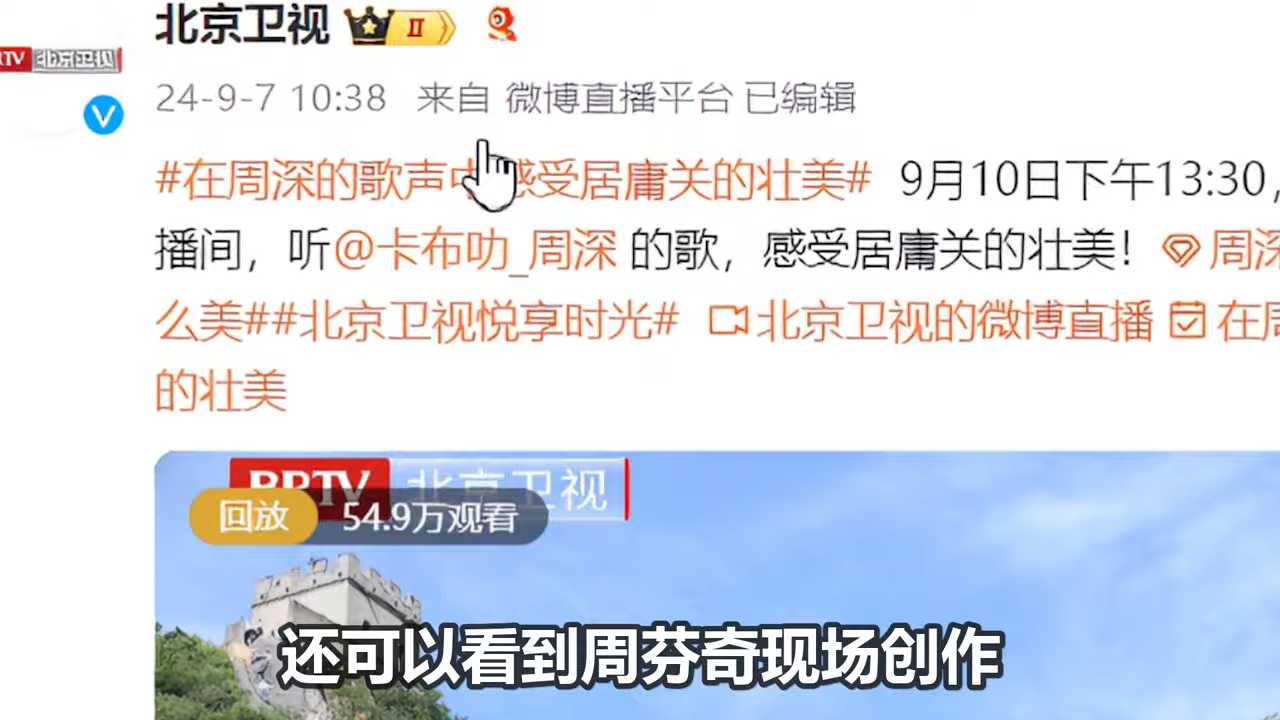 北京卫视 II
RTV 北京卫视
24-9-7 10:38 来自 微博直播平台 已编辑
#在周深的歌声中感受居庸关的壮美# 9月10日下午13:30,
播间，听@卡布叻_周深 的歌，感受居庸关的壮美！周深
么美##北京卫视悦享时光# 北京卫视的微博直播 在周
的壮美
BRTV 北京卫视
回放 54.9万观看
还可以看到周芬奇现场创作